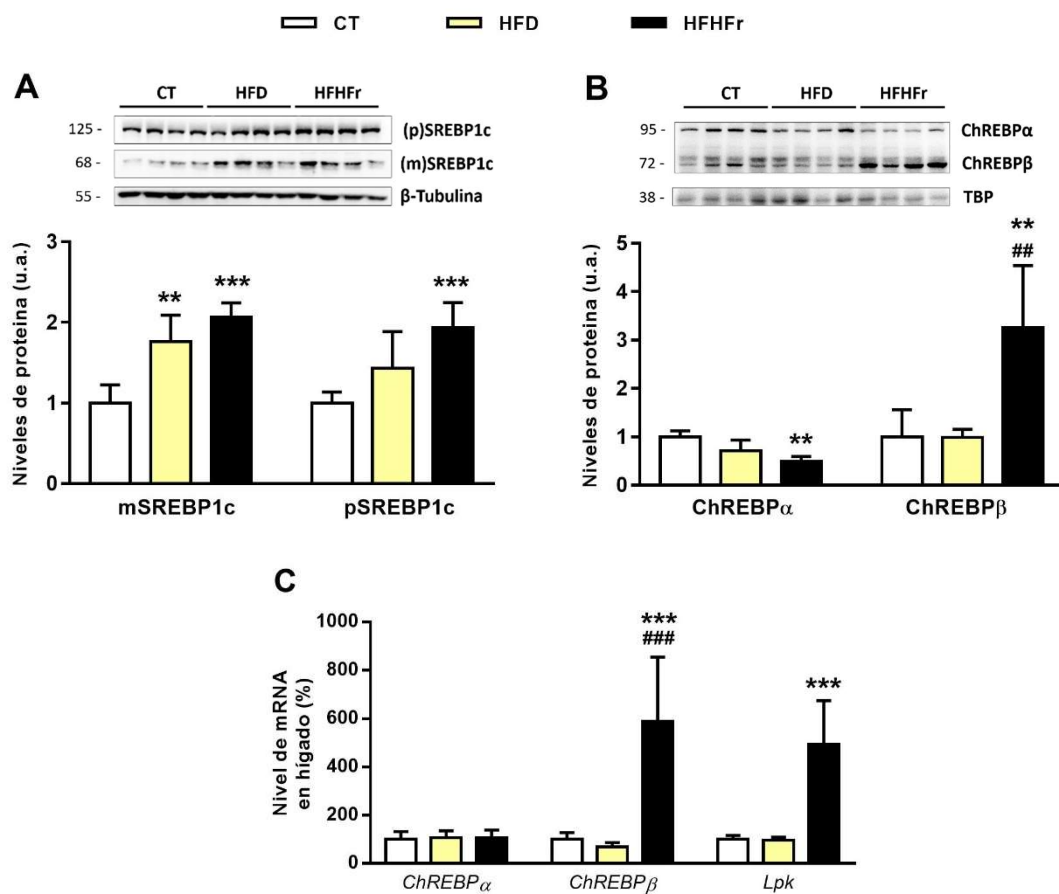 CT HFD HFHFr
A
CT HFD HFHFr
125 - (p)SREBP1c
68 - (m)SREBP1c
55 - β-Tubulina
Niveles de proteina (u.a.)
3
2
1
0
** ***
***
mSREBP1c pSREBP1c
B
CT HFD HFHFr
95 - ChREBPα
72 - ChREBPβ
38 - TBP
Niveles de proteina (u.a.)
5
4
3
2
1
0
**
**
##
ChREBPα ChREBPβ
C
Nivel de mRNA
en hígado (%)
1000
800
600
400
200
0
***
###
***
ChREBPα ChREBPβ Lpk